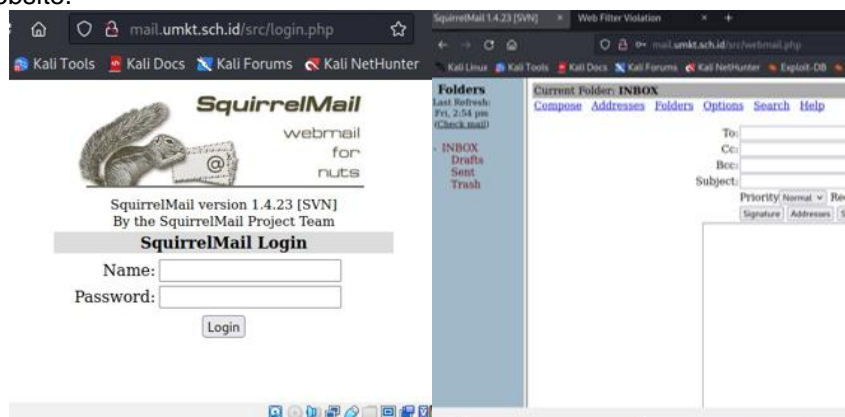 ebsite.
mail.umkt.sch.id/src/login.php
Kali Tools Kali Docs Kali Forums Kali NetHunter
SquirrelMail
webmail
for
nuts
SquirrelMail version 1.4.23 [SVN]
By the SquirrelMail Project Team
SquirrelMail Login
Name:
Password:
Login
SquirrelMail 1.4.23 [SVN] Web Filter Violation
mail.umkt.sch.id/src/webmail.php
Kali Linux Kali Tools Kali Docs Kali Forums Kali NetHunter Exploit-DB
Folders
Last Refresh:
Fri, 2:54 pm
(Check mail)
- INBOX
Drafts
Sent
Trash
Current Folder: INBOX
Compose Addresses Folders Options Search Help
To:
Cc:
Bcc:
Subject:
Priority Normal Re
Signature Addresses S